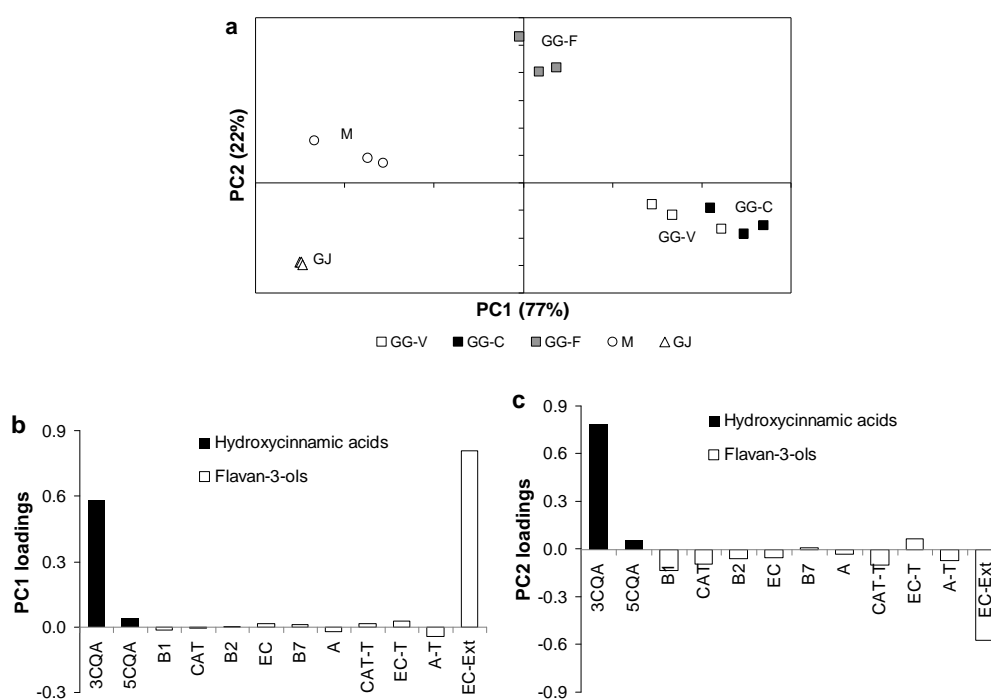 a
GG-F
M
GG-C
GG-V
GJ
PC2 (22%)
PC1 (77%)
GG-V GG-C GG-F M GJ
b
0.9
0.6
0.3
0.0
-0.3
PC1 loadings
Hydroxycinnamic acids
Flavan-3-ols
3CQA 5CQA B1 CAT B2 EC B7 A CAT-T EC-T A-T EC-Ext
c
0.9
0.6
0.3
0.0
-0.3
-0.6
-0.9
PC2 loadings
Hydroxycinnamic acids
Flavan-3-ols
3CQA 5CQA B1 CAT B2 EC B7 A CAT-T EC-T A-T EC-Ext